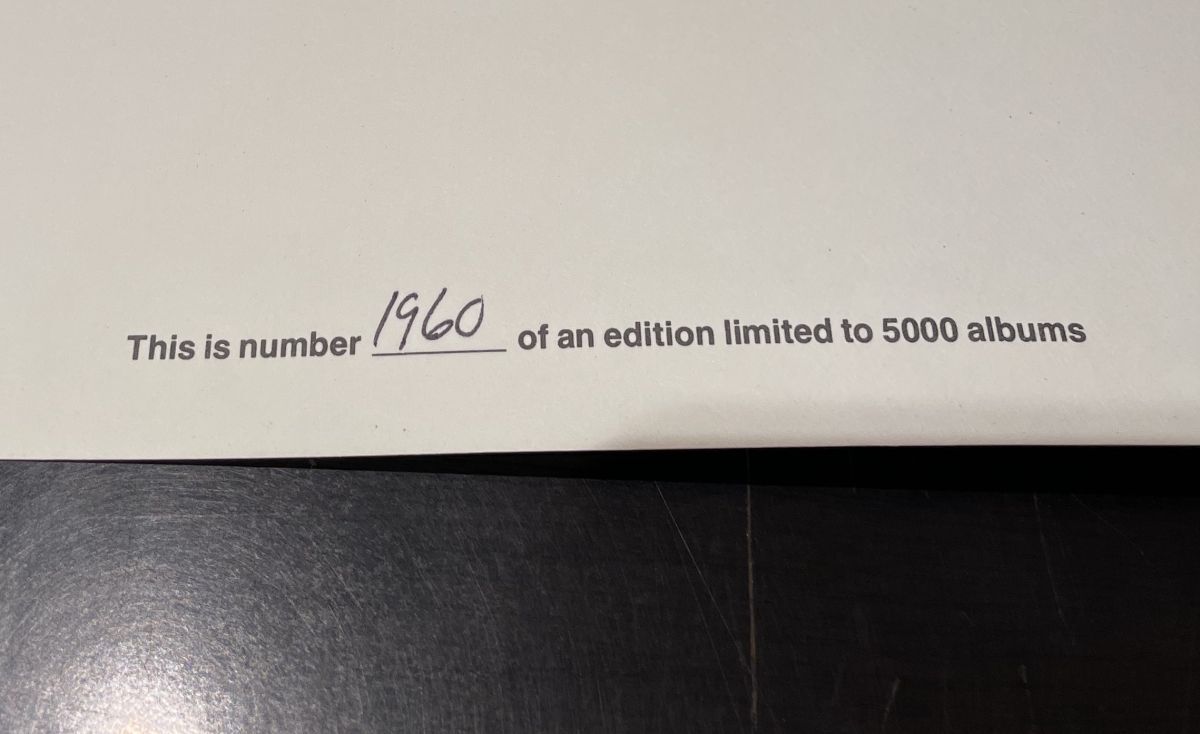 This is number 1960 of an edition limited to 5000 albums